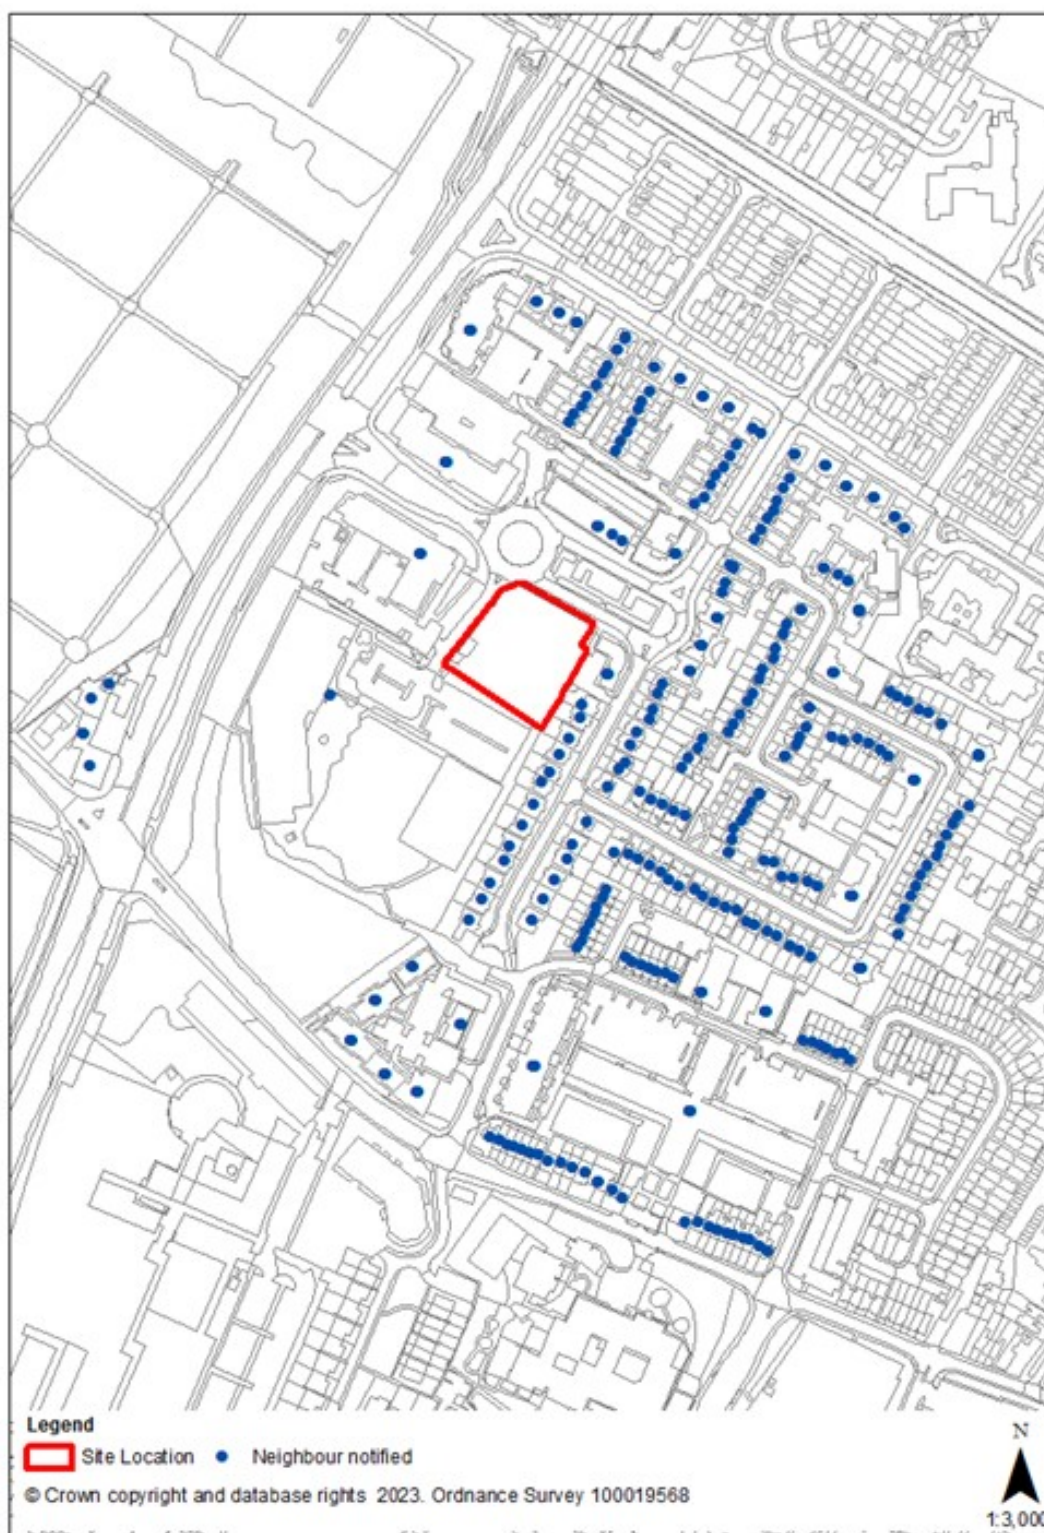 Legend
Site Location
Neighbour notified
© Crown copyright and database rights 2023. Ordnance Survey 100019568
N
1:3,000